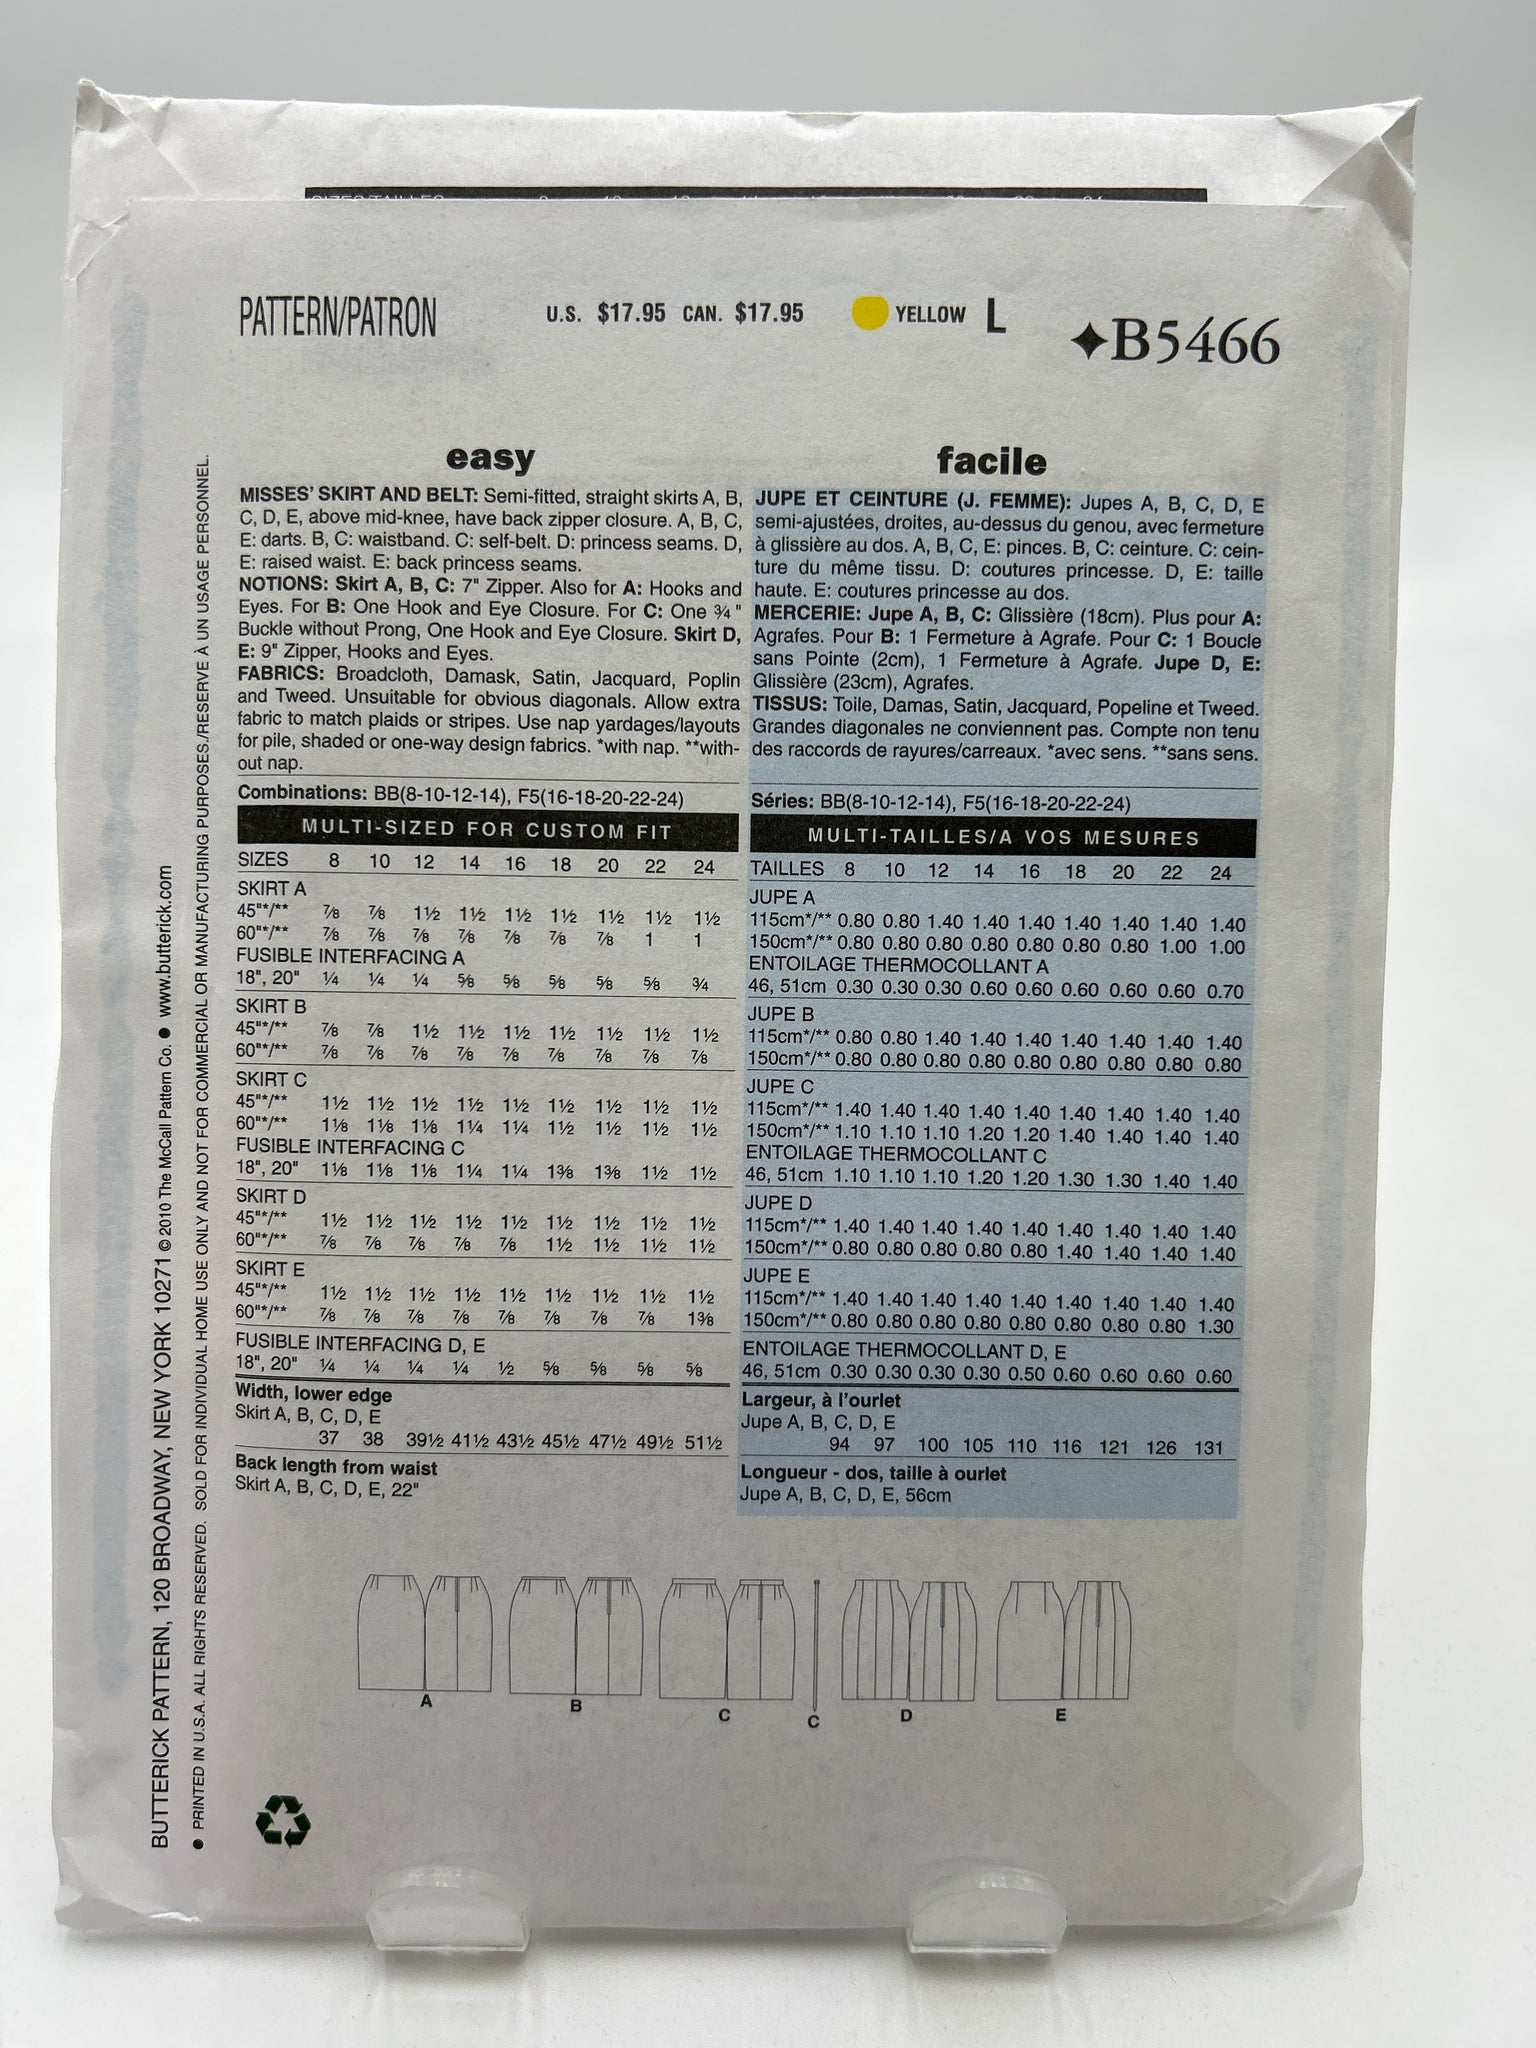 PATTERN/PATRON
U.S. $17.95 CAN. $17.95
YELLOW L
B5466
easy
MISSES' SKIRT AND BELT: Semi-fitted, straight skirts A, B,
C, D, E, above mid-knee, have back zipper closure. A, B, C,
E: darts. B, C: waistband. C: self-belt. D: princess seams. D,
E: raised waist. E: back princess seams.
NOTIONS: Skirt A, B, C: 7" Zipper. Also for A: Hooks and
Eyes. For B: One Hook and Eye Closure. For C: One ¾ "
Buckle without Prong, One Hook and Eye Closure. Skirt D,
E: 9" Zipper, Hooks and Eyes.
FABRICS: Broadcloth, Damask, Satin, Jacquard, Poplin
and Tweed. Unsuitable for obvious diagonals. Allow extra
fabric to match plaids or stripes. Use nap yardages/layouts
for pile, shaded or one-way design fabrics. *with nap. **with-
out nap.
Combinations: BB(8-10-12-14), F5(16-18-20-22-24)
MULTI-SIZED FOR CUSTOM FIT
SIZES 8 10 12 14 16 18 20 22 24
SKIRT A
45"*/** ⅞ ⅞ 1½ 1½ 1½ 1½ 1½ 1½ 1½
60"*/** ⅞ ⅞ ⅞ ⅞ ⅞ ⅞ ⅞ 1 1
FUSIBLE INTERFACING A
18", 20" ¼ ¼ ¼ ⅝ ⅝ ⅝ ⅝ ⅝ ¾
SKIRT B
45"*/** ⅞ ⅞ 1½ 1½ 1½ 1½ 1½ 1½ 1½
60"*/** ⅞ ⅞ ⅞ ⅞ ⅞ ⅞ ⅞ ⅞ ⅞
SKIRT C
45"*/** 1½ 1½ 1½ 1½ 1½ 1½ 1½ 1½ 1½
60"*/** 1⅛ 1⅛ 1⅛ 1¼ 1¼ 1½ 1½ 1½ 1½
FUSIBLE INTERFACING C
18", 20" 1⅛ 1⅛ 1⅛ 1¼ 1¼ 1⅜ 1⅜ 1½ 1½
SKIRT D
45"*/** 1½ 1½ 1½ 1½ 1½ 1½ 1½ 1½ 1½
60"*/** ⅞ ⅞ ⅞ ⅞ ⅞ 1½ 1½ 1½ 1½
SKIRT E
45"*/** 1½ 1½ 1½ 1½ 1½ 1½ 1½ 1½ 1½
60"*/** ⅞ ⅞ ⅞ ⅞ ⅞ ⅞ ⅞ ⅞ 1⅜
FUSIBLE INTERFACING D, E
18", 20" ¼ ¼ ¼ ¼ ½ ⅝ ⅝ ⅝ ⅝
Width, lower edge
Skirt A, B, C, D, E
37 38 39½ 41½ 43½ 45½ 47½ 49½ 51½
Back length from waist
Skirt A, B, C, D, E, 22"
facile
JUPE ET CEINTURE (J. FEMME): Jupes A, B, C, D, E
semi-ajustées, droites, au-dessus du genou, avec fermeture
à glissière au dos. A, B, C, E: pinces. B, C: ceinture. C: cein-
ture du même tissu. D: coutures princesse. D, E: taille
haute. E: coutures princesse au dos.
MERCERIE: Jupe A, B, C: Glissière (18cm). Plus pour A:
Agrafes. Pour B: 1 Fermeture à Agrafe. Pour C: 1 Boucle
sans Pointe (2cm), 1 Fermeture à Agrafe. Jupe D, E:
Glissière (23cm), Agrafes.
TISSUS: Toile, Damas, Satin, Jacquard, Popeline et Tweed.
Grandes diagonales ne conviennent pas. Compte non tenu
des raccords de rayures/carreaux. *avec sens. **sans sens.
Séries: BB(8-10-12-14), F5(16-18-20-22-24)
MULTI-TAILLES/A VOS MESURES
TAILLES 8 10 12 14 16 18 20 22 24
JUPE A
115cm*/** 0.80 0.80 1.40 1.40 1.40 1.40 1.40 1.40 1.40
150cm*/** 0.80 0.80 0.80 0.80 0.80 0.80 0.80 1.00 1.00
ENTOILAGE THERMOCOLLANT A
46, 51cm 0.30 0.30 0.30 0.60 0.60 0.60 0.60 0.60 0.70
JUPE B
115cm*/** 0.80 0.80 1.40 1.40 1.40 1.40 1.40 1.40 1.40
150cm*/** 0.80 0.80 0.80 0.80 0.80 0.80 0.80 0.80 0.80
JUPE C
115cm*/** 1.40 1.40 1.40 1.40 1.40 1.40 1.40 1.40 1.40
150cm*/** 1.10 1.10 1.10 1.20 1.20 1.40 1.40 1.40 1.40
ENTOILAGE THERMOCOLLANT C
46, 51cm 1.10 1.10 1.10 1.20 1.20 1.30 1.30 1.40 1.40
JUPE D
115cm*/** 1.40 1.40 1.40 1.40 1.40 1.40 1.40 1.40 1.40
150cm*/** 0.80 0.80 0.80 0.80 0.80 1.40 1.40 1.40 1.40
JUPE E
115cm*/** 1.40 1.40 1.40 1.40 1.40 1.40 1.40 1.40 1.40
150cm*/** 0.80 0.80 0.80 0.80 0.80 0.80 0.80 0.80 1.30
ENTOILAGE THERMOCOLLANT D, E
46, 51cm 0.30 0.30 0.30 0.30 0.50 0.60 0.60 0.60 0.60
Largeur, à l'ourlet
Jupe A, B, C, D, E
94 97 100 105 110 116 121 126 131
Longueur - dos, taille à ourlet
Jupe A, B, C, D, E, 56cm
A B C C D E
BUTTERICK PATTERN, 120 BROADWAY, NEW YORK 10271 ©2010 The McCall Pattern Co. ● www.butterick.com
● PRINTED IN U.S.A. ALL RIGHTS RESERVED. SOLD FOR INDIVIDUAL HOME USE ONLY AND NOT FOR COMMERCIAL OR MANUFACTURING PURPOSES./RESERVE À UN USAGE PERSONNEL.